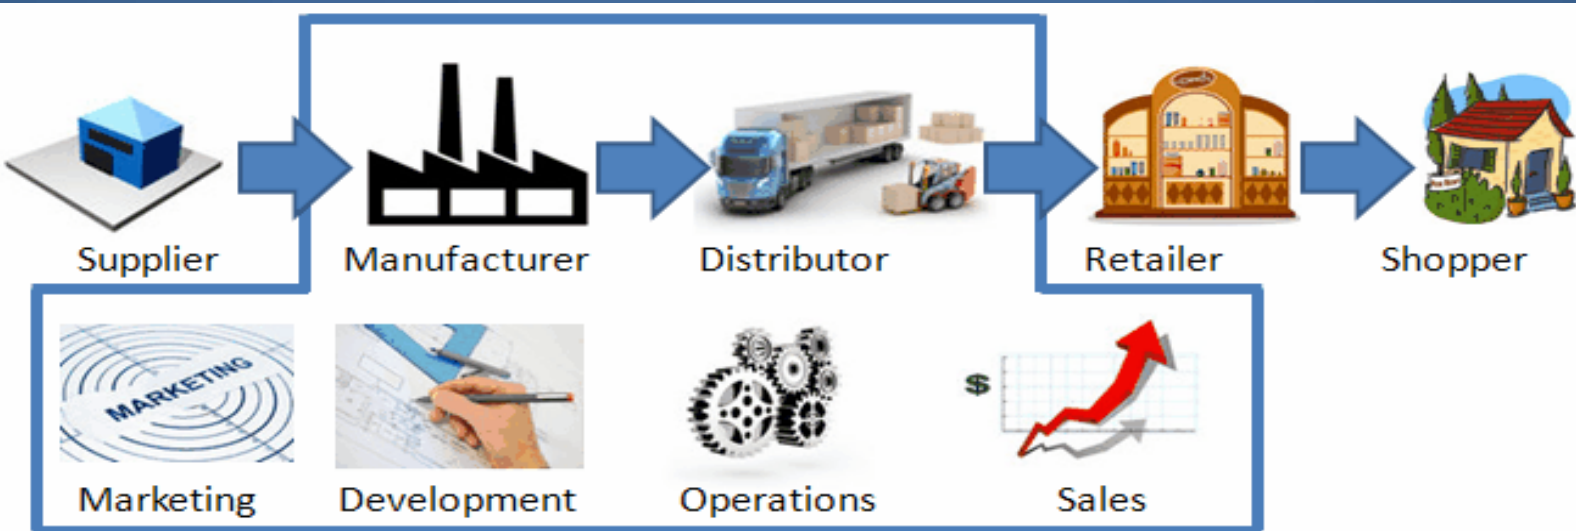 Supplier
Manufacturer
Distributor
Retailer
Shopper
MARKETING
$
Marketing
Development
Operations
Sales